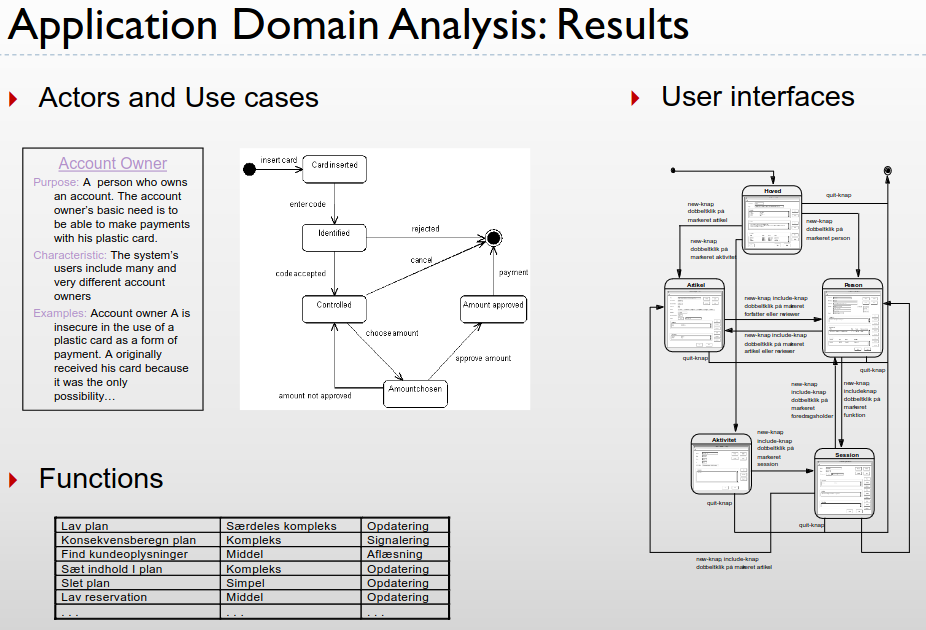 Application Domain Analysis: Results
Actors and Use cases
Account Owner
Purpose: A person who owns
an account. The account
owner's basic need is to
be able to make payments
with his plastic card.
Characteristic: The system's
users include many and
very different account
owners
Examples: Account owner A is
insecure in the use of a
plastic card as a form of
payment. A originally
received his card because
it was the only
possibility…
insert card
Card inserted
enter code
Identified
rejected
code accepted
cancel
payment
Controlled
Amount approved
choose amount
approve amount
Amount chosen
amount not approved
User interfaces
Hoved
quit-knap
new-knap
dobbeltklik på
markeret artikel
new-knap
dobbeltklik på
markeret person
new-knap
dobbeltklik på
markeret aktivitet
Artikel
Person
new-knap, include-knap
dobbeltklik på markeret
forfatter eller reviewer
new-knap, include-knap
dobbeltklik på markeret
artikel eller reviewer
quit-knap
quit-knap
new-knap
include-knap
dobbeltklik på
markeret
foredragsholder
new-knap
includeknap
dobbeltklik på
markeret
funktion
Aktivitet
new-knap
include-knap
dobbeltklik på
markeret
session
Session
quit-knap
quit-knap
new-knap, include-knap
dobbeltklik på markeret artikel
Functions
Lav plan Særdeles kompleks Opdatering
Konsekvensberegn plan Kompleks Signalering
Find kundeoplysninger Middel Aflæsning
Sæt indhold I plan Kompleks Opdatering
Slet plan Simpel Opdatering
Lav reservation Middel Opdatering
. . . . . . . . .